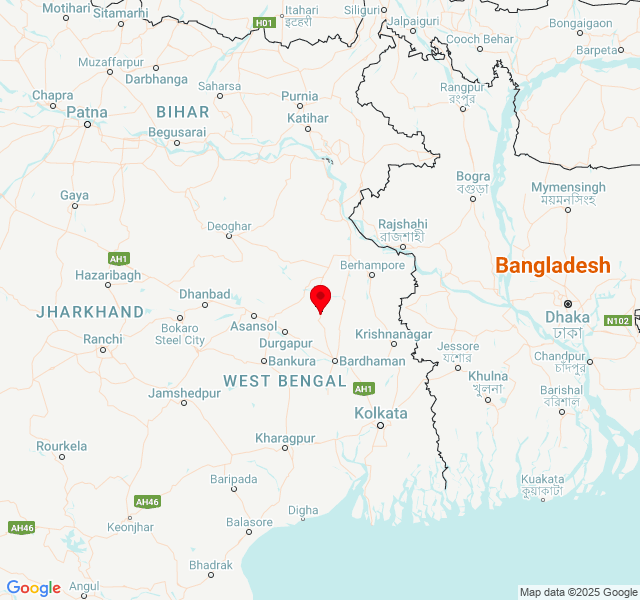 Motihari
Sitamarhi
H01
Itahari
इटहरी
Siliguri
Jalpaiguri
Cooch Behar
Bongaigaon
Barpeta
Muzaffarpur
Darbhanga
Saharsa
Purnia
Rangpur
রংপুর
Chapra
Patna
BIHAR
Katihar
Begusarai
Bogra
বগুড়া
Mymensingh
ময়মনসিংহ
Gaya
Deoghar
Rajshahi
রাজশাহী
AH1
Berhampore
Bangladesh
Hazaribagh
Dhanbad
JHARKHAND
Bokaro
Steel City
Asansol
Durgapur
Krishnanagar
Dhaka
ঢাকা
N102
Ranchi
Bankura
Bardhaman
Jessore
যশোর
Chandpur
চাঁদপুর
WEST BENGAL
AH1
Khulna
খুলনা
Barishal
বরিশাল
Jamshedpur
Kolkata
Kharagpur
Rourkela
Baripada
AH46
Kuakata
কুয়াকাটা
Digha
AH46
Keonjhar
Balasore
Bhadrak
Angul
Google
Map data ©2025 Google